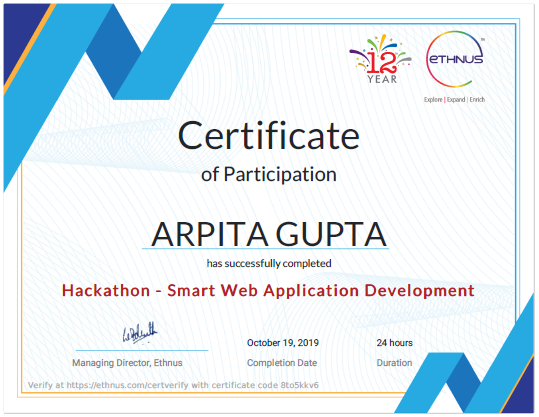 12
YEAR
eTHNUS
TM
Explore | Expand | Enrich
Certificate
of Participation
ARPITA GUPTA
has successfully completed
Hackathon - Smart Web Application Development
October 19, 2019
24 hours
Managing Director, Ethnus
Completion Date
Duration
Verify at https://ethnus.com/certverify with certificate code 8to5kkv6